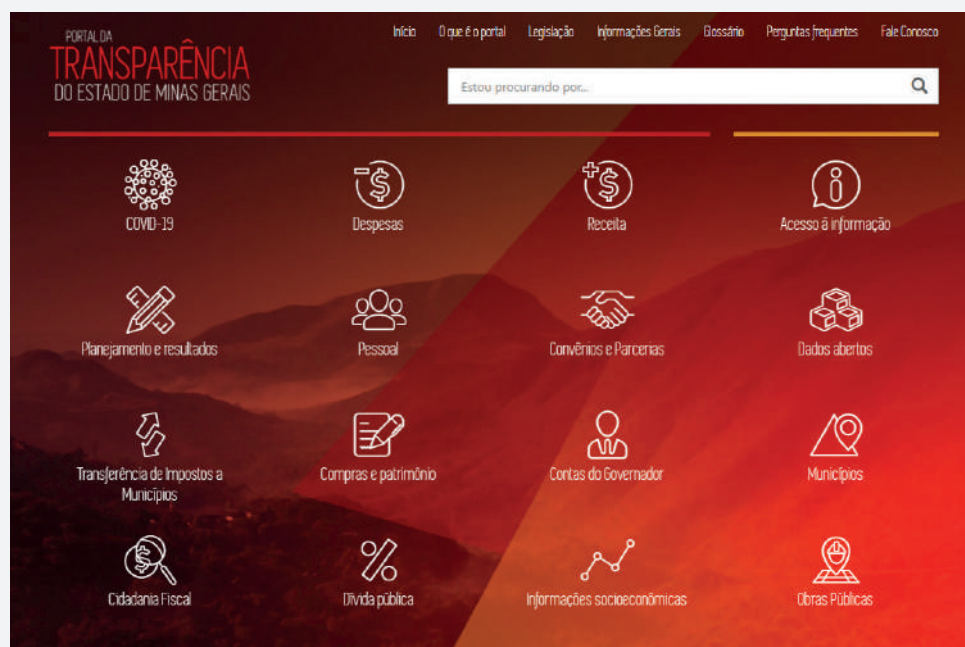 PORTAL DA
TRANSPARÊNCIA
DO ESTADO DE MINAS GERAIS
Início O que é o portal Legislação Informações Gerais Glossário Perguntas frequentes Fale Conosco
Estou procurando por...
COVID-19 Despesas Receita Acesso à informação
Planejamento e resultados Pessoal Convênios e Parcerias Dados abertos
Transferência de Impostos a
Municípios
Compras e patrimônio Contas do Governador Municípios
Cidadania Fiscal Dívida pública Informações socioeconômicas Obras Públicas